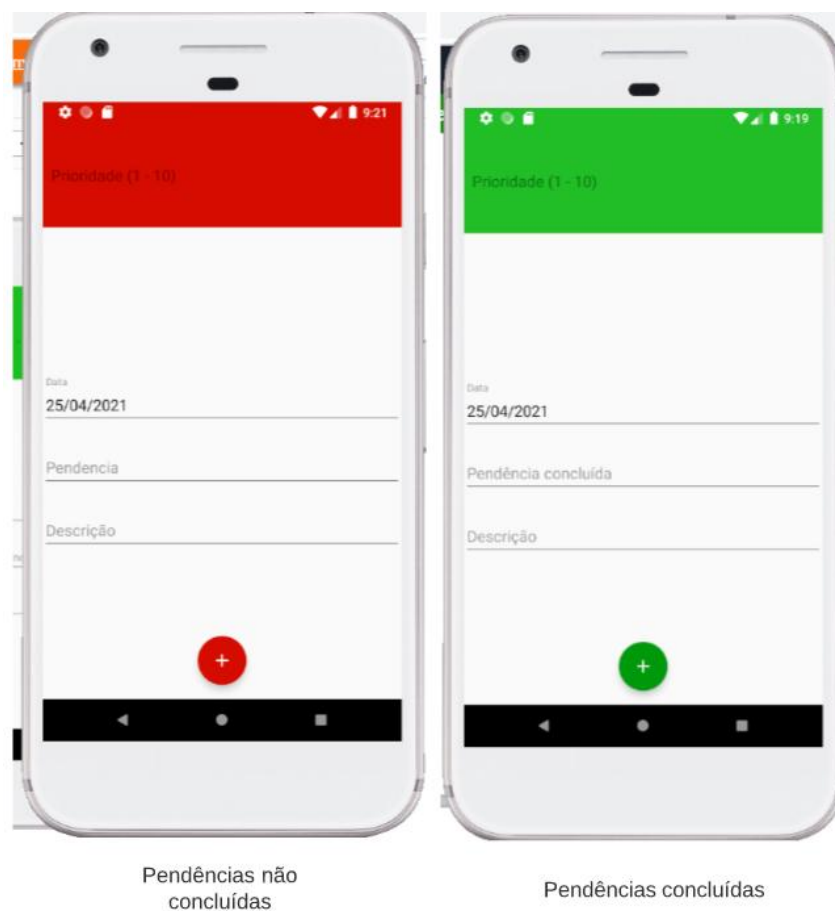 9:21
Prioridade (1 - 10)
Data
25/04/2021
Pendencia
Descrição
+
Pendências não
concluídas
9:19
Prioridade (1 - 10)
Data
25/04/2021
Pendência concluída
Descrição
+
Pendências concluídas